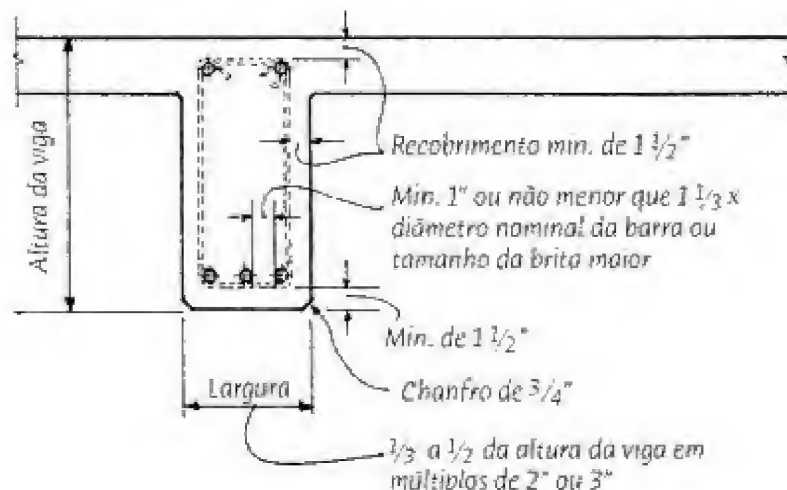 Altura da viga
Recobrimento min. de 1 1/2"
Min. 1" ou não menor que 1 1/3 x
diâmetro nominal da barra ou
tamanho da brita maior
Min. de 1 1/2"
Largura
Chanfro de 3/4"
1/3 a 1/2 da altura da viga em
múltiplos de 2" ou 3"